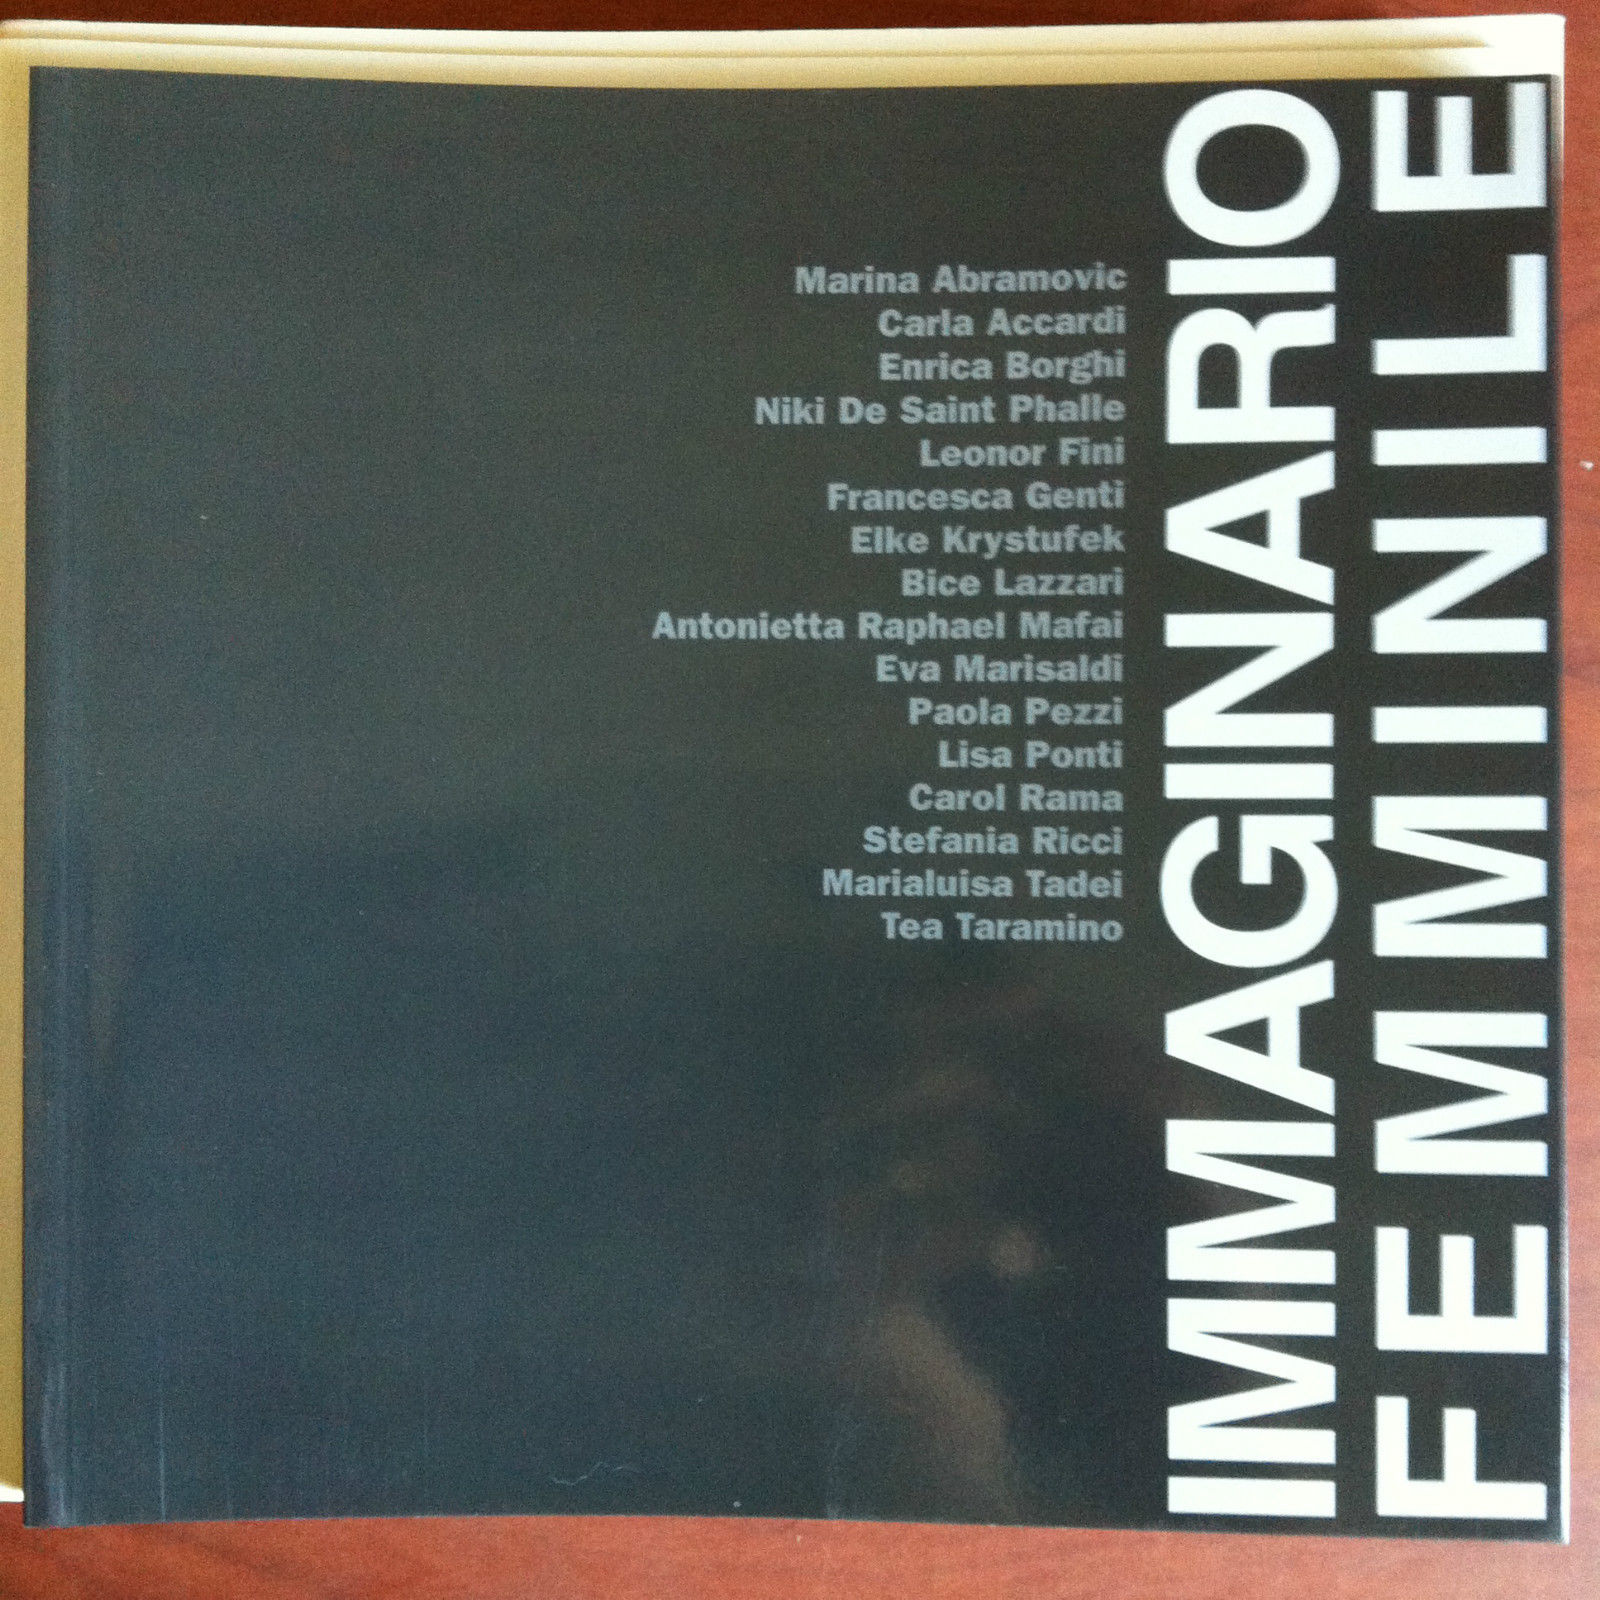 Marina Abramovic
Carla Accardi
Enrica Borghi
Niki De Saint Phalle
Leonor Fini
Francesca Genti
Elke Krystufek
Bice Lazzari
Antonietta Raphael Mafai
Eva Marisaldi
Paola Pezzi
Lisa Ponti
Carol Rama
Stefania Ricci
Marialuisa Tadei
Tea Taramino
IMMAGINARIO
FEMMINILE